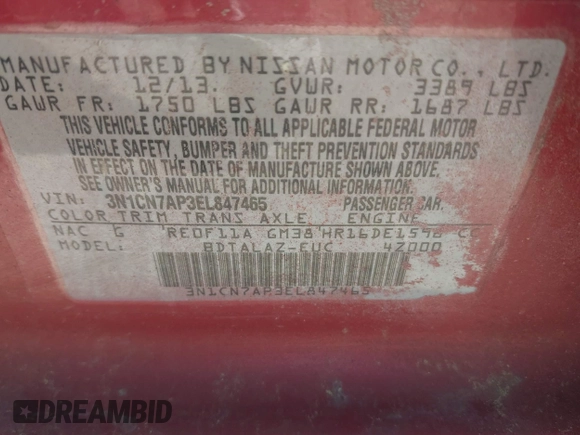 MANUFACTURED BY NISSAN MOTOR CO., LTD.
DATE: 12/13. GVWR: 3389 LBS
GAWR FR: 1750 LBS GAWR RR: 1687 LBS
THIS VEHICLE CONFORMS TO ALL APPLICABLE FEDERAL MOTOR
VEHICLE SAFETY, BUMPER AND THEFT PREVENTION STANDARDS
IN EFFECT ON THE DATE OF MANUFACTURE SHOWN ABOVE.
SEE OWNER'S MANUAL FOR ADDITIONAL INFORMATION.
VIN: 3N1CN7AP3EL847465 PASSENGER CAR
COLOR TRIM TRANS AXLE ENGINE
NAC G RE0F11A GM38 HR16DE1598 CC
MODEL: BDTALAZ-EUC 4Z000
3N1CN7AP3EL847465
DREAMBID